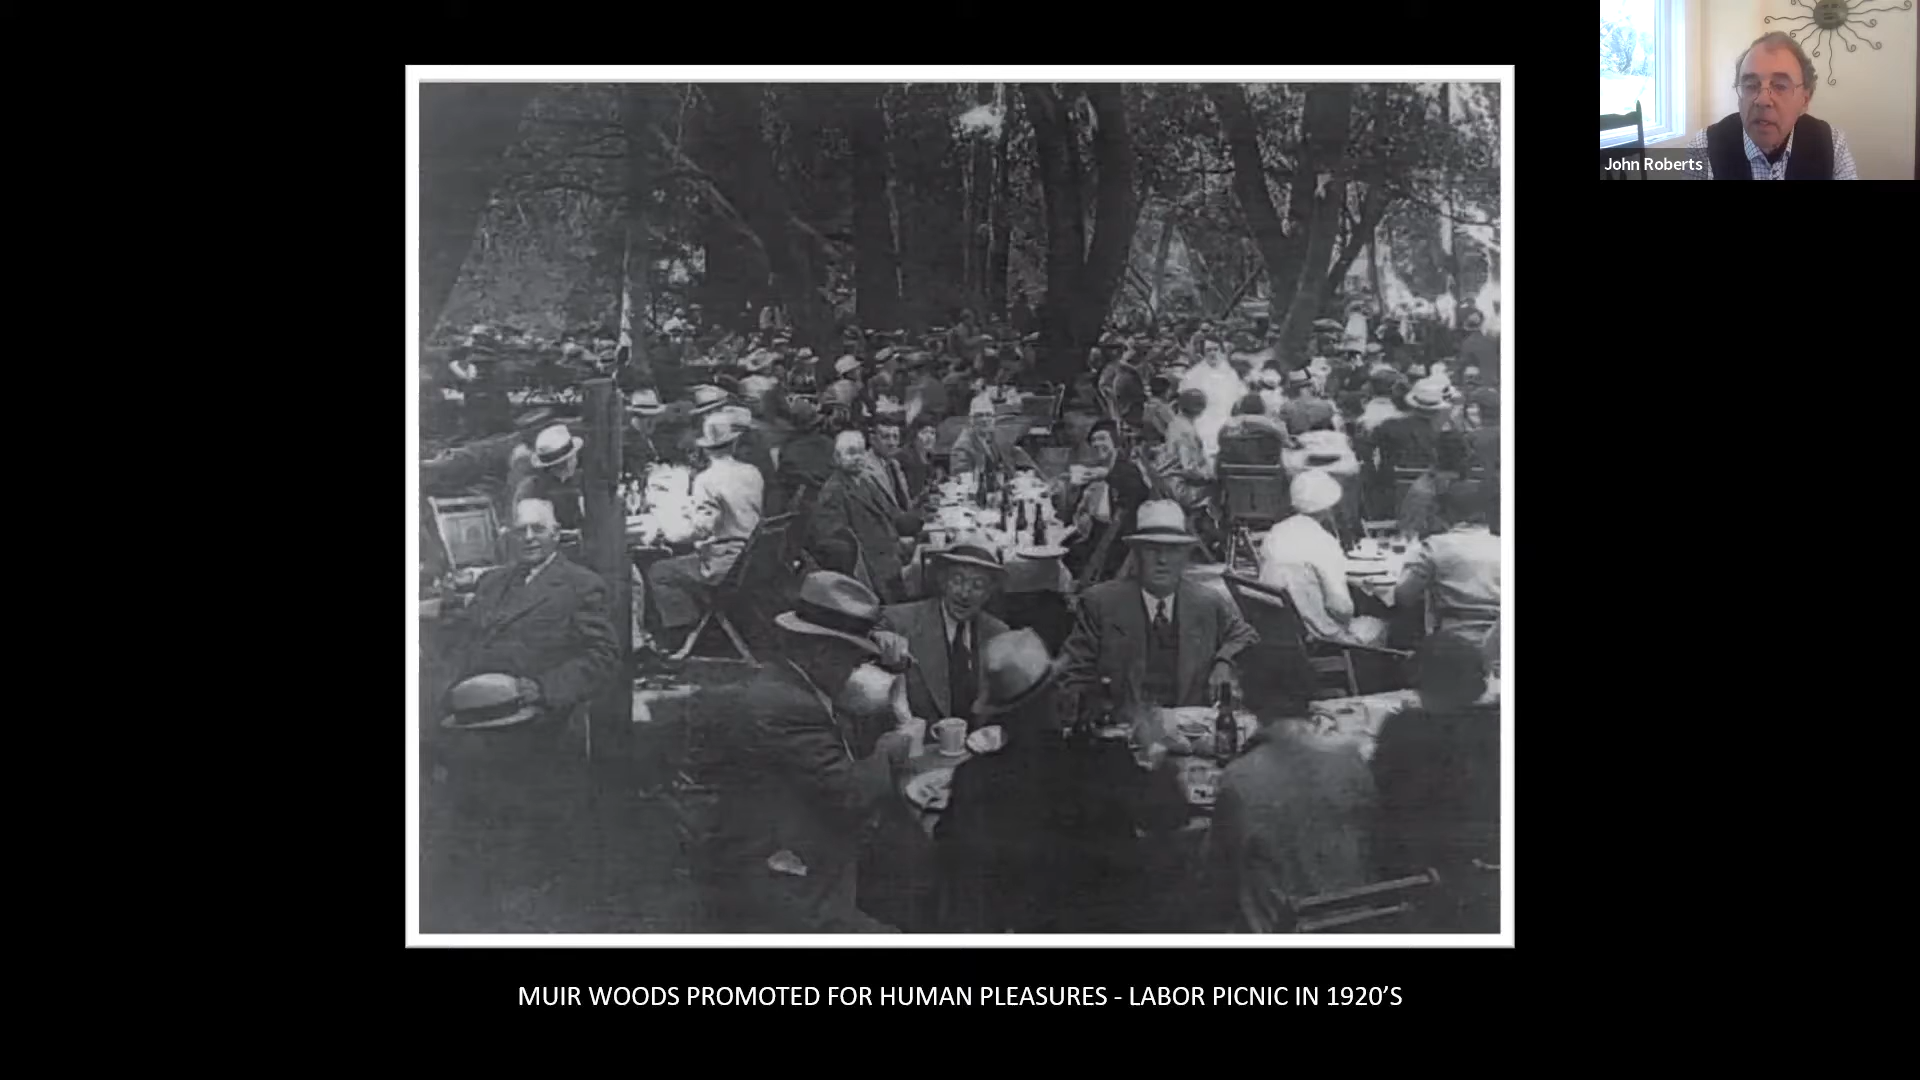 John Roberts
MUIR WOODS PROMOTED FOR HUMAN PLEASURES - LABOR PICNIC IN 1920’S